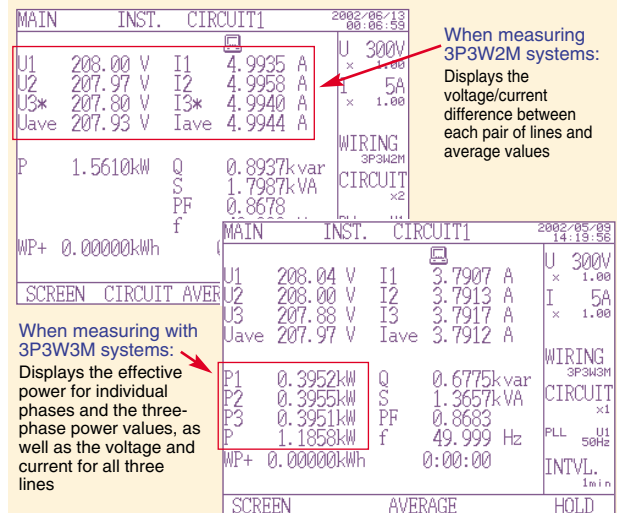 MAIN INST. CIRCUIT1 2002/06/13
00:06:59
U1 208.00 V I1 4.9935 A
U2 207.97 V I2 4.9958 A
U3* 207.80 V I3* 4.9940 A
Uave 207.93 V Iave 4.9944 A
P 1.5610kW Q 0.8937kvar
S 1.7987kVA
PF 0.8678
f
WP+ 0.00000kWh
SCREEN CIRCUIT AVER
U 300V
× 1.00
I 5A
× 1.00
WIRING
3P3W2M
CIRCUIT
×2
When measuring
3P3W2M systems:
Displays the
voltage/current
difference between
each pair of lines and
average values
When measuring with
3P3W3M systems:
Displays the effective
power for individual
phases and the three-
phase power values, as
well as the voltage and
current for all three
lines
MAIN INST. CIRCUIT1 2002/05/09
14:19:56
U1 208.04 V I1 3.7907 A
U2 208.00 V I2 3.7913 A
U3 207.88 V I3 3.7917 A
Uave 207.97 V Iave 3.7912 A
P1 0.3952kW Q 0.6775kvar
P2 0.3955kW S 1.3657kVA
P3 0.3951kW PF 0.8683
P 1.1858kW f 49.999 Hz
WP+ 0.00000kWh 0:00:00
SCREEN AVERAGE HOLD
U 300V
× 1.00
I 5A
× 1.00
WIRING
3P3W3M
CIRCUIT
×1
PLL U1
50Hz
INTVL.
1min